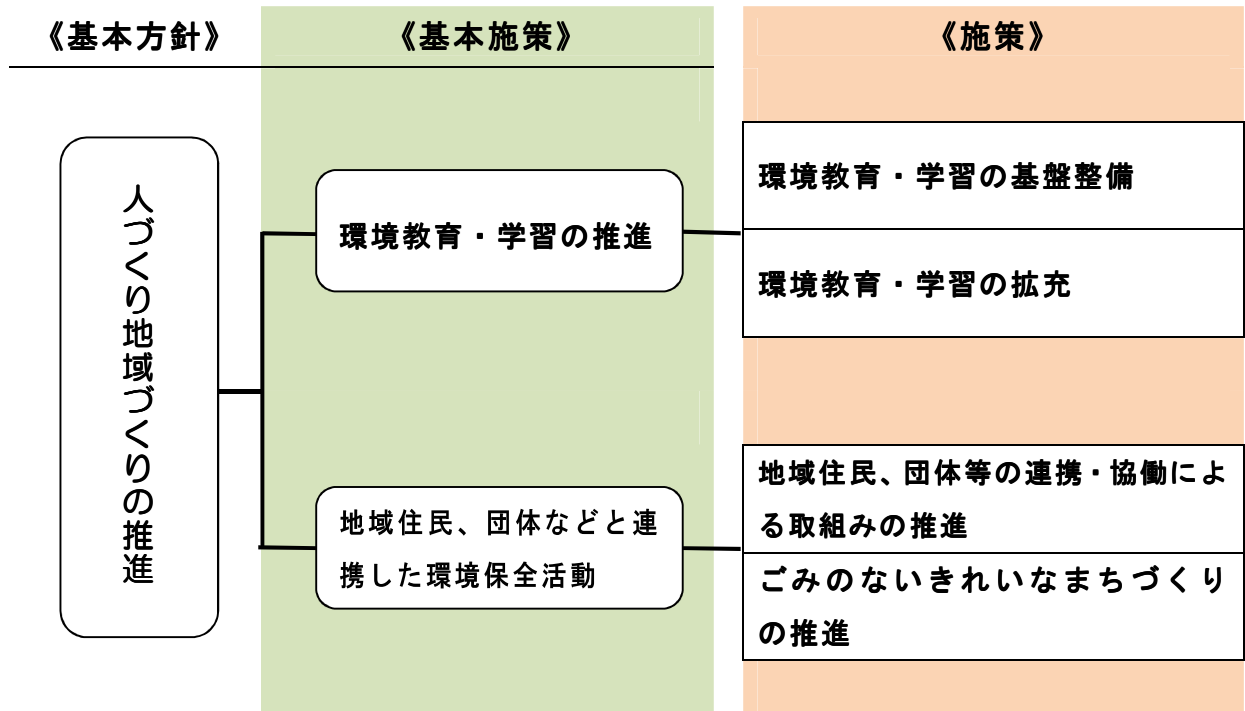 《基本方針》
《基本施策》
《施策》
人づくり地域づくりの推進
環境教育・学習の推進
環境教育・学習の基盤整備
環境教育・学習の拡充
地域住民、団体などと連
携した環境保全活動
地域住民、団体等の連携・協働によ
る取組みの推進
ごみのないきれいなまちづくり
の推進